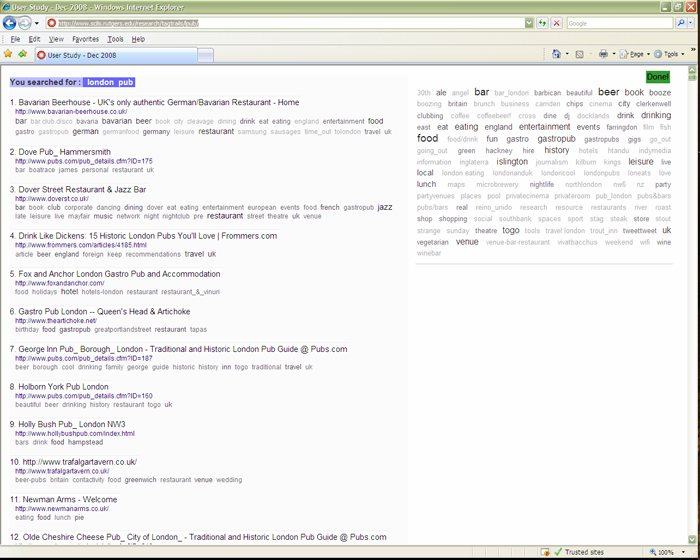 User Study - Dec 2008 - Windows Internet Explorer
http://www.scils.rutgers.edu/research/tagtrails/pub/
Google
File Edit View Favorites Tools Help
User Study - Dec 2008
Page Tools
You searched for : london pub
Done!
1. Bavarian Beerhouse - UK's only authentic German/Bavarian Restaurant - Home
http://www.bavarian-beerhouse.co.uk/
bar bar.club.disco bavaria bavarian beer book city cleavage dining drink eat eating england entertainment food
gastro gastropub german germanfood germany leisure restaurant samsung sausages time_out tolondon travel uk
2. Dove Pub_ Hammersmith
http://www.pubs.com/pub_details.cfm?ID=175
bar boatrace james personal restaurant uk
3. Dover Street Restaurant & Jazz Bar
http://www.doverst.co.uk/
bar book club corporate dancing dining dover eat eating entertainment european events food french gastropub jazz
late leisure live mayfair music network night nightclub pre restaurant street theatre uk venue
4. Drink Like Dickens: 15 Historic London Pubs You'll Love | Frommers.com
http://www.frommers.com/articles/4185.html
article beer england foreign keep recommendations travel uk
5. Fox and Anchor London Gastro Pub and Accommodation
http://www.foxandanchor.com/
food holidays hotel hotels-london restaurant restaurant_&_vinuri
6. Gastro Pub London -- Queen's Head & Artichoke
http://www.theartichoke.net/
birthday food gastropub greatportlandstreet restaurant tapas
7. George Inn Pub_ Borough_ London - Traditional and Historic London Pub Guide @ Pubs.com
http://www.pubs.com/pub_details.cfm?ID=187
beer borough cool drinking family george guide historic history inn togo traditional travel uk
8. Holborn York Pub London
http://www.pubs.com/pub_details.cfm?ID=160
beautiful beer drinking history restaurant togo uk
9. Holly Bush Pub_ London NW3
http://www.hollybushpub.com/index.html
bars drink food hampstead
10. http://www.trafalgartavern.co.uk/
http://www.trafalgartavern.co.uk/
beer-pubs britain contactivity food greenwich restaurant venue wedding
11. Newman Arms - Welcome
http://www.newmanarms.co.uk/
eating food lunch pie
12. Olde Cheshire Cheese Pub_ City of London_ - Traditional and Historic London Pub Guide @ Pubs.com
30th ale angel bar bar_london barbican beautiful beer book booze
boozing britain brunch business camden chips cinema city clerkenwell
clubbing coffee coffeebeer! crosx dine dj docklands drink drinking
east eat eating england entertainment events farringdon film fish
food food/drink fun gastro gastropub gastropubs gigs go_out
going_out green hackney hire history hotels htandu indymedia
information inglaterra islington journalism kilburn kings leisure live
local london.eating londonanduk londoncool londonpubs loneats love
lunch maps microbrewery nightlife northlondon nw6 nz party
partyvenues places pool privatecinema privateroom pub_london pubs&bars
pubs/bars real reino_unido research resource restaurants river roast
shop shopping social southbank spaces sport stag steak store stout
strange sunday theatre togo tools travel.london trout_inn tweettweet uk
vegetarian venue venue-bar-restaurant vivatbacchus weekend wifi wine
winebar
Trusted sites
100%